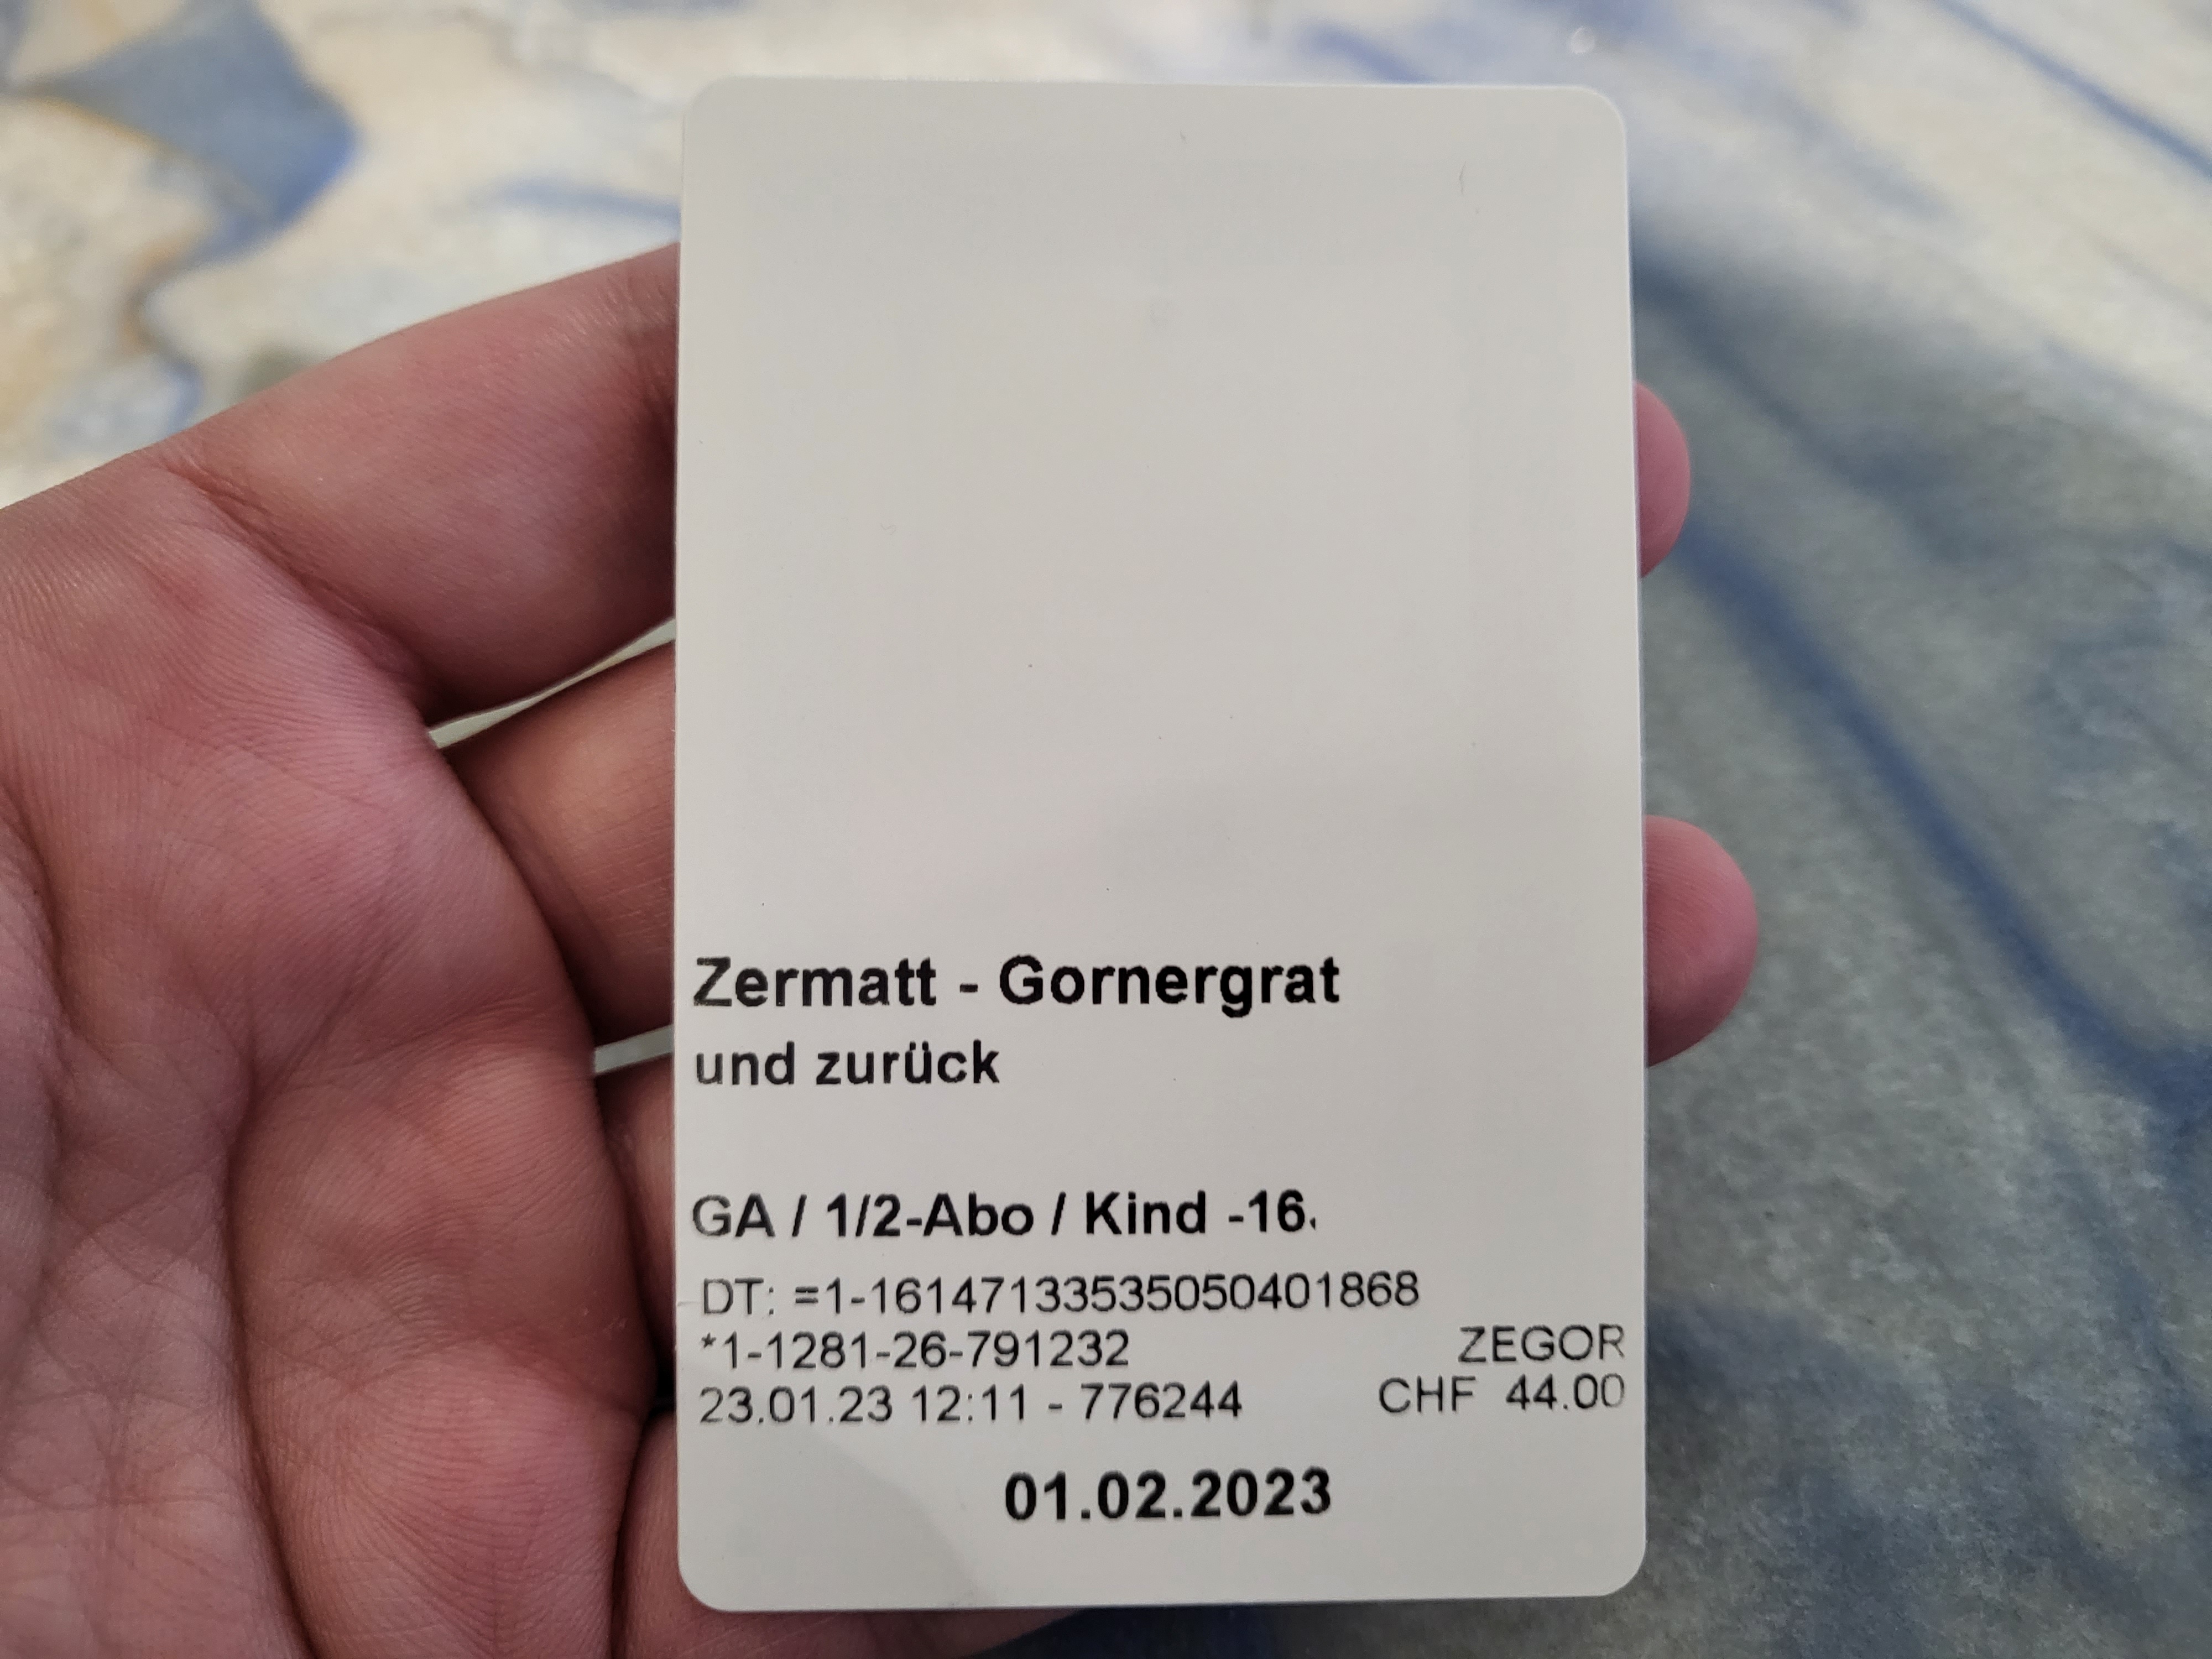 Zermatt - Gornergrat
und zurück
GA / 1/2-Abo / Kind -16.
DT: =1-16147133535050401868
*1-1281-26-791232 ZEGOR
23.01.23 12:11 - 776244 CHF 44.00
01.02.2023